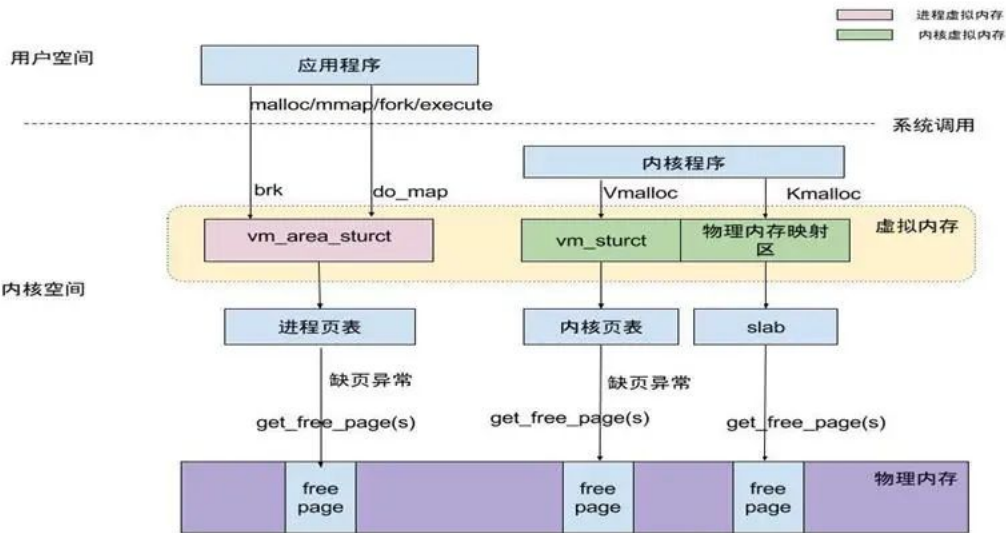 进程虚拟内存
内核虚拟内存
用户空间
应用程序
malloc/mmap/fork/execute
系统调用
内核程序
brk
do_map
Vmalloc
Kmalloc
虚拟内存
vm_area_sturct
vm_sturct
物理内存映射
区
内核空间
进程页表
内核页表
slab
缺页异常
缺页异常
get_free_page(s)
get_free_page(s)
get_free_page(s)
物理内存
free
page
free
page
free
page